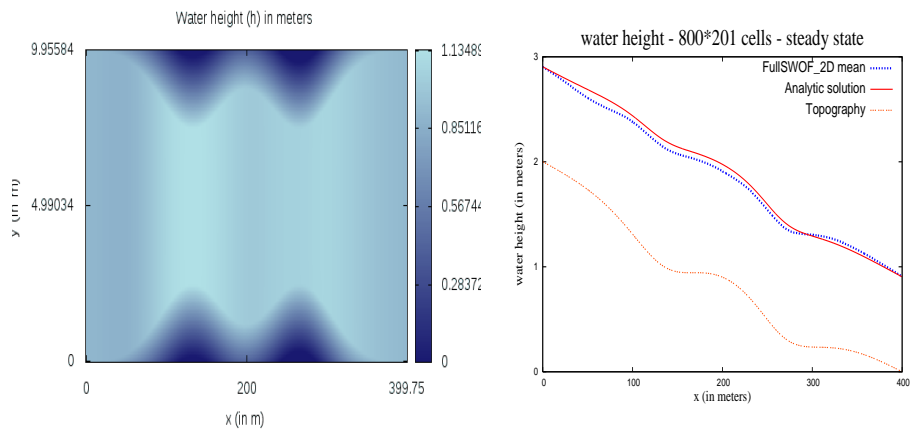 Water height (h) in meters
9.95584
4.99034
0
y (in m)
0
200
399.75
x (in m)
1.13489
0.85116
0.56744
0.28372
0
water height - 800*201 cells - steady state
FullSWOF_2D mean
Analytic solution
Topography
3
2
1
0
water height (in meters)
0
100
200
300
400
x (in meters)